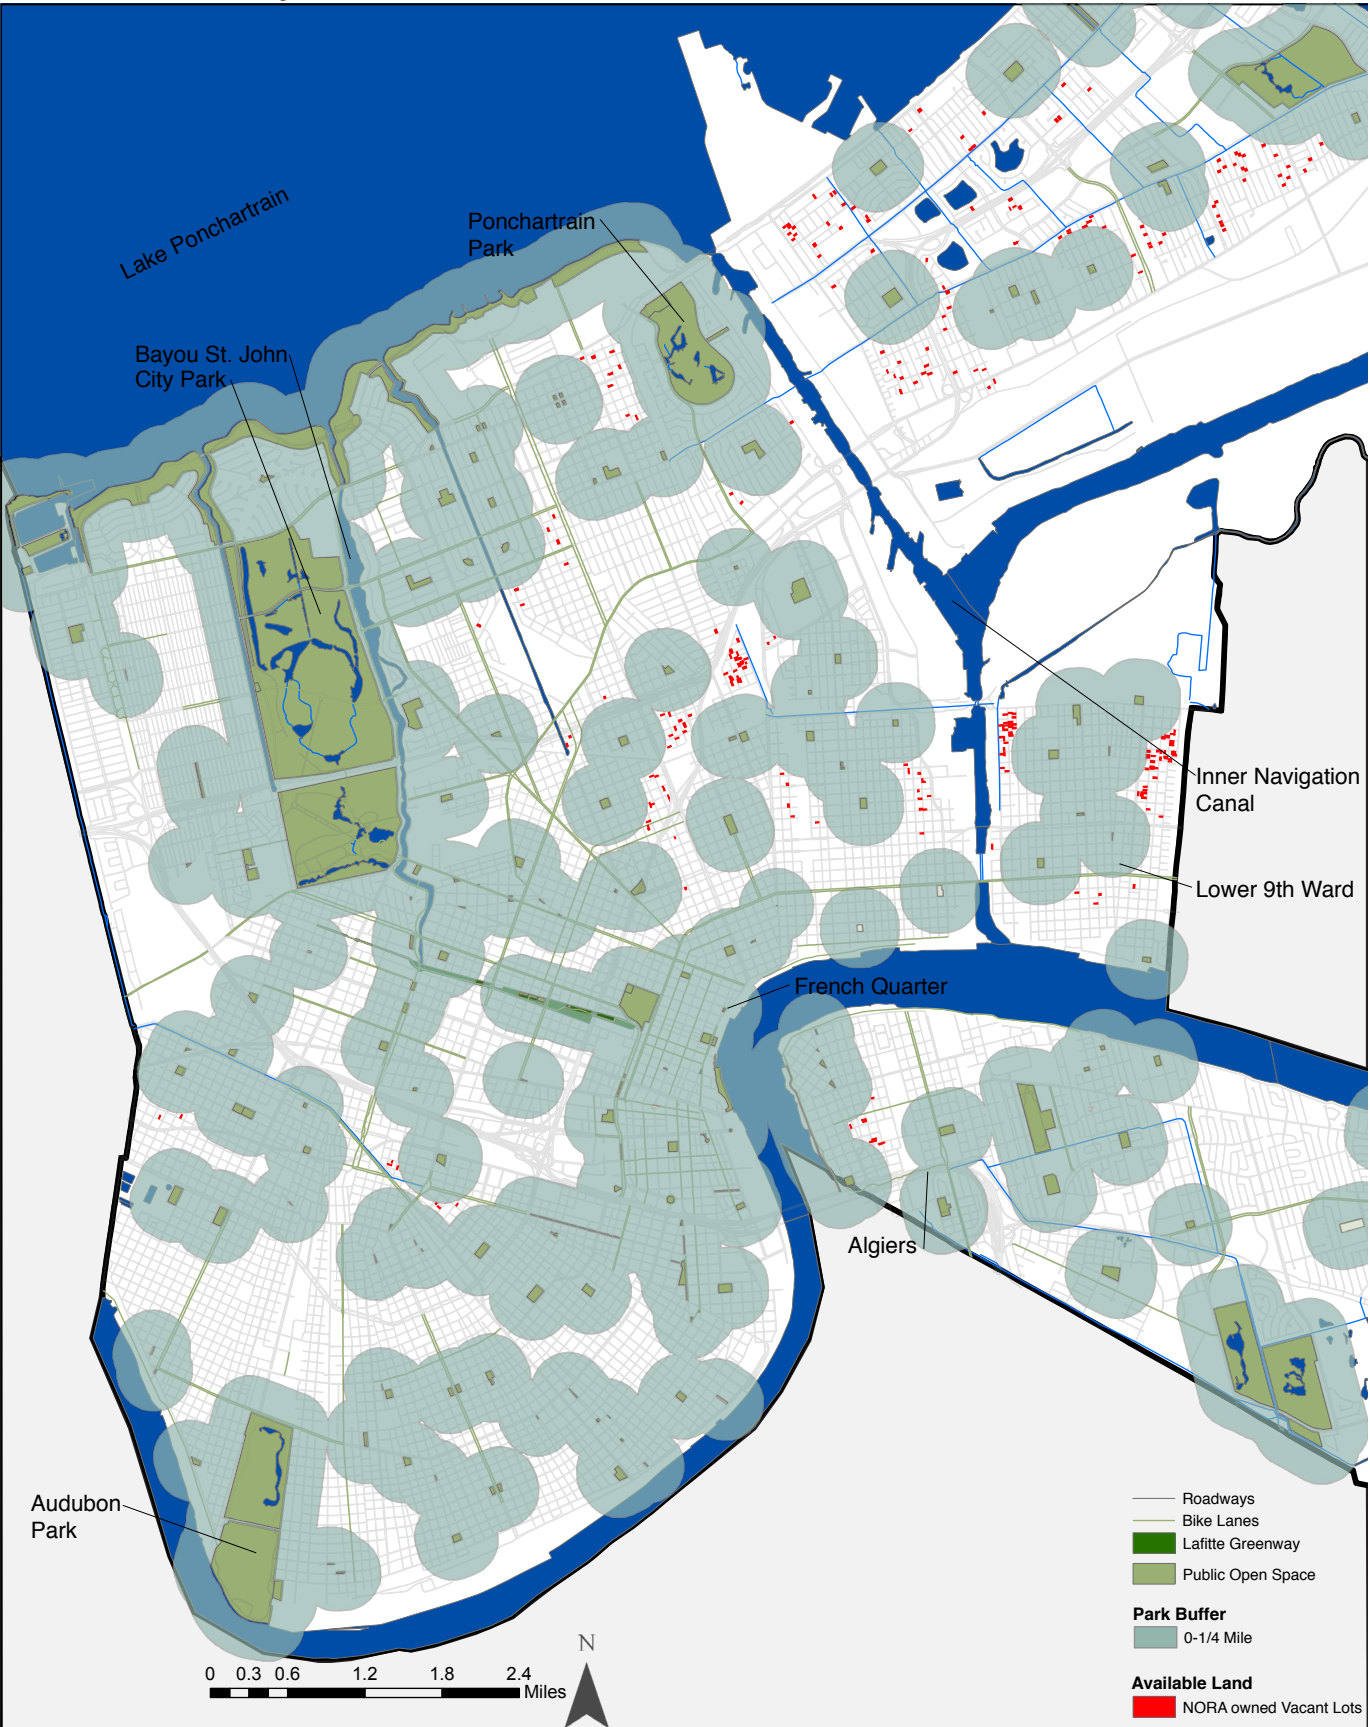 Lake Ponchartrain
Ponchartrain
Park
Bayou St. John
City Park
Inner Navigation
Canal
Lower 9th Ward
French Quarter
Algiers
Audubon
Park
Roadways
Bike Lanes
Lafitte Greenway
Public Open Space
Park Buffer
0-1/4 Mile
Available Land
NORA owned Vacant Lots
N
0 0.3 0.6 1.2 1.8 2.4
Miles